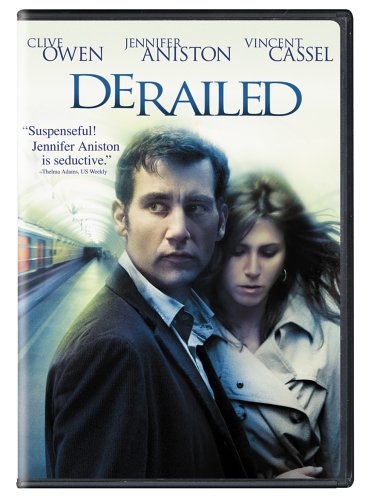 CLIVE JENNIFER VINCENT
OWEN ANISTON CASSEL
DERAILED
“Suspenseful!
Jennifer Aniston
is seductive.”
–Thelma Adams, US Weekly